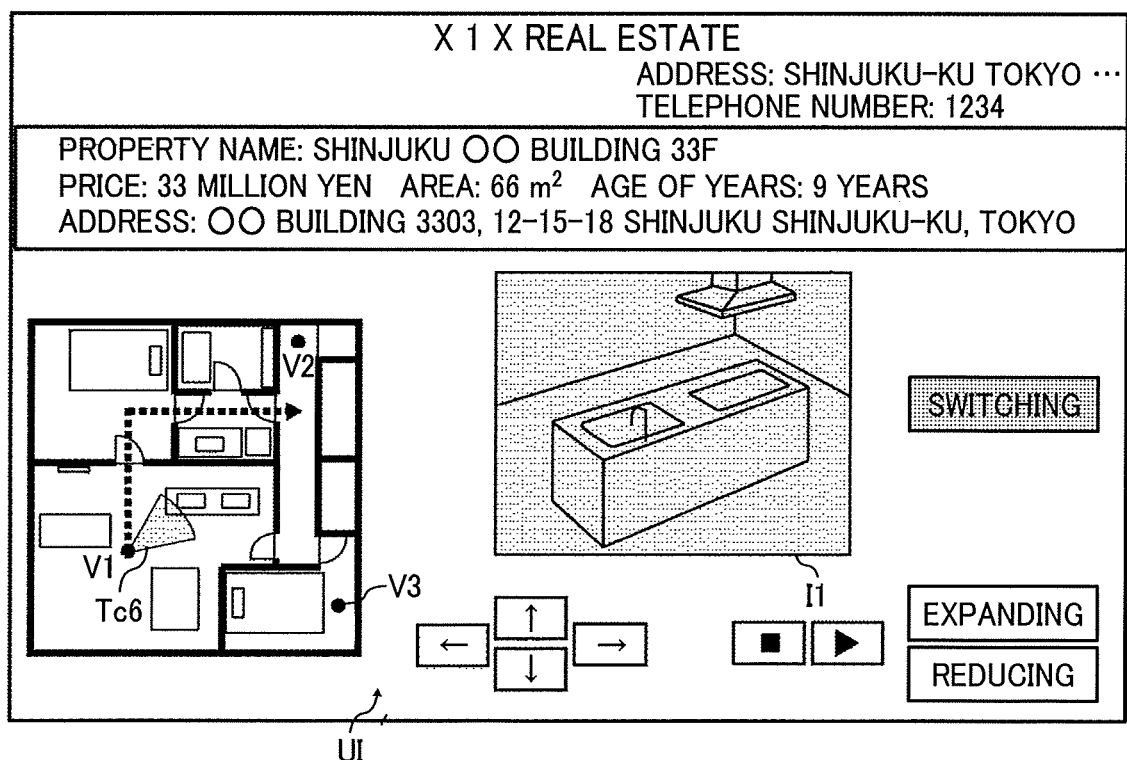 X 1 X REAL ESTATE
ADDRESS: SHINJUKU-KU TOKYO ···
TELEPHONE NUMBER: 1234
PROPERTY NAME: SHINJUKU ○○ BUILDING 33F
PRICE: 33 MILLION YEN AREA: 66 m² AGE OF YEARS: 9 YEARS
ADDRESS: ○○ BUILDING 3303, 12-15-18 SHINJUKU SHINJUKU-KU, TOKYO
V2
SWITCHING
V1
Tc6
V3
I1
↑
← →
↓
■ ▶
EXPANDING
REDUCING
UI